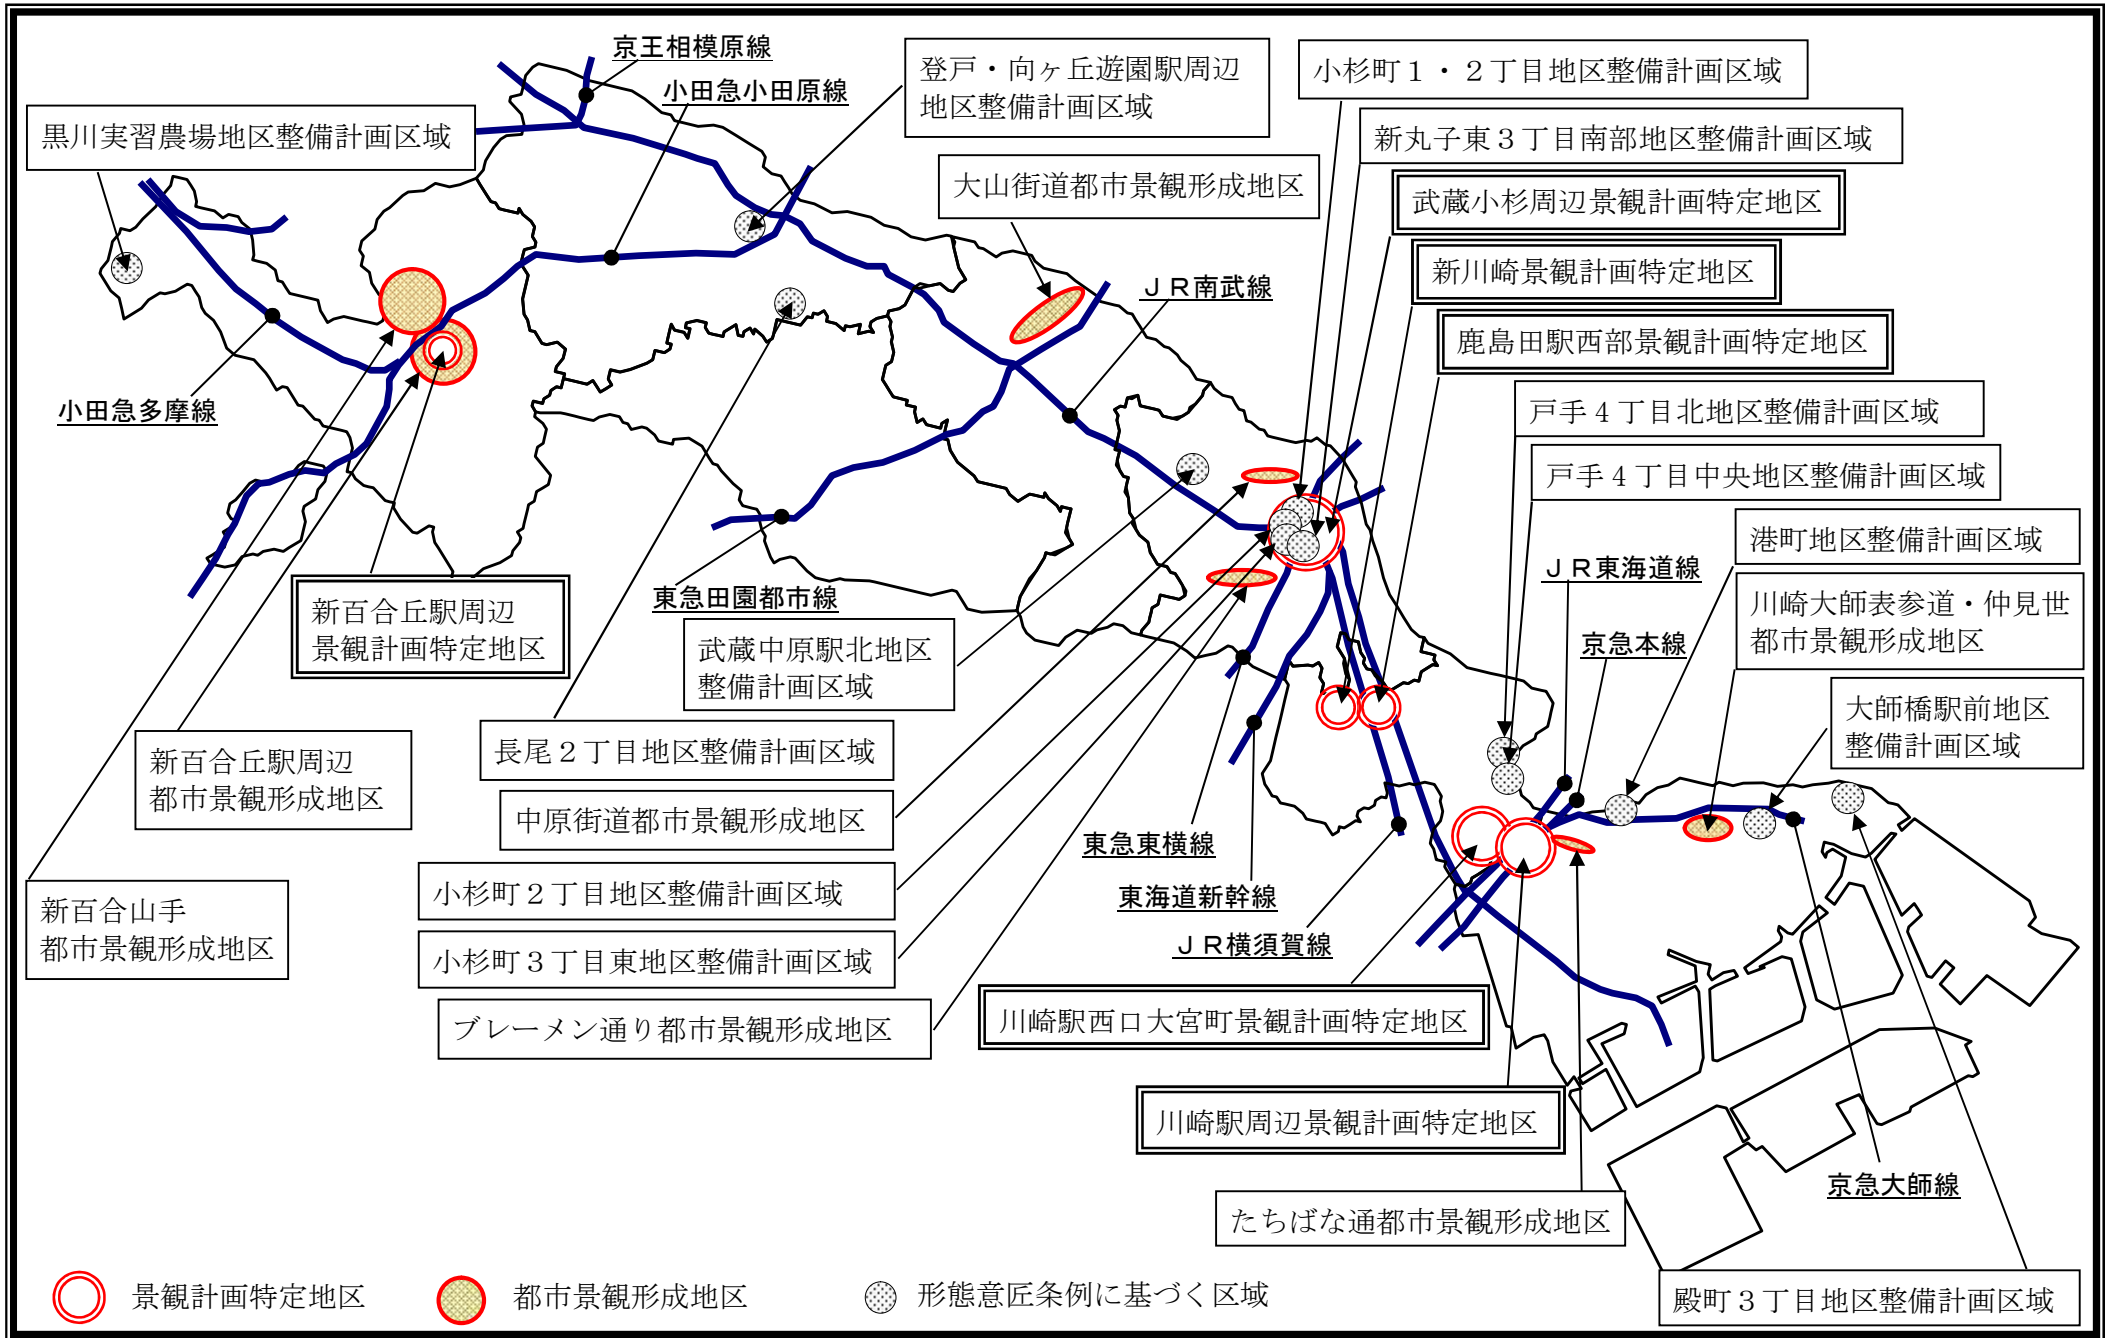 京王相模原線
小田急小田原線
登戸・向ヶ丘遊園駅周辺
地区整備計画区域
小杉町１・２丁目地区整備計画区域
黒川実習農場地区整備計画区域
新丸子東３丁目南部地区整備計画区域
大山街道都市景観形成地区
武蔵小杉周辺景観計画特定地区
新川崎景観計画特定地区
ＪＲ南武線
鹿島田駅西部景観計画特定地区
小田急多摩線
戸手４丁目北地区整備計画区域
戸手４丁目中央地区整備計画区域
港町地区整備計画区域
ＪＲ東海道線
東急田園都市線
新百合丘駅周辺
景観計画特定地区
川崎大師表参道・仲見世
都市景観形成地区
京急本線
武蔵中原駅北地区
整備計画区域
大師橋駅前地区
整備計画区域
長尾２丁目地区整備計画区域
新百合丘駅周辺
都市景観形成地区
中原街道都市景観形成地区
東急東横線
小杉町２丁目地区整備計画区域
東海道新幹線
新百合山手
都市景観形成地区
ＪＲ横須賀線
小杉町３丁目東地区整備計画区域
ブレーメン通り都市景観形成地区
川崎駅西口大宮町景観計画特定地区
川崎駅周辺景観計画特定地区
京急大師線
たちばな通都市景観形成地区
殿町３丁目地区整備計画区域
景観計画特定地区
都市景観形成地区
形態意匠条例に基づく区域